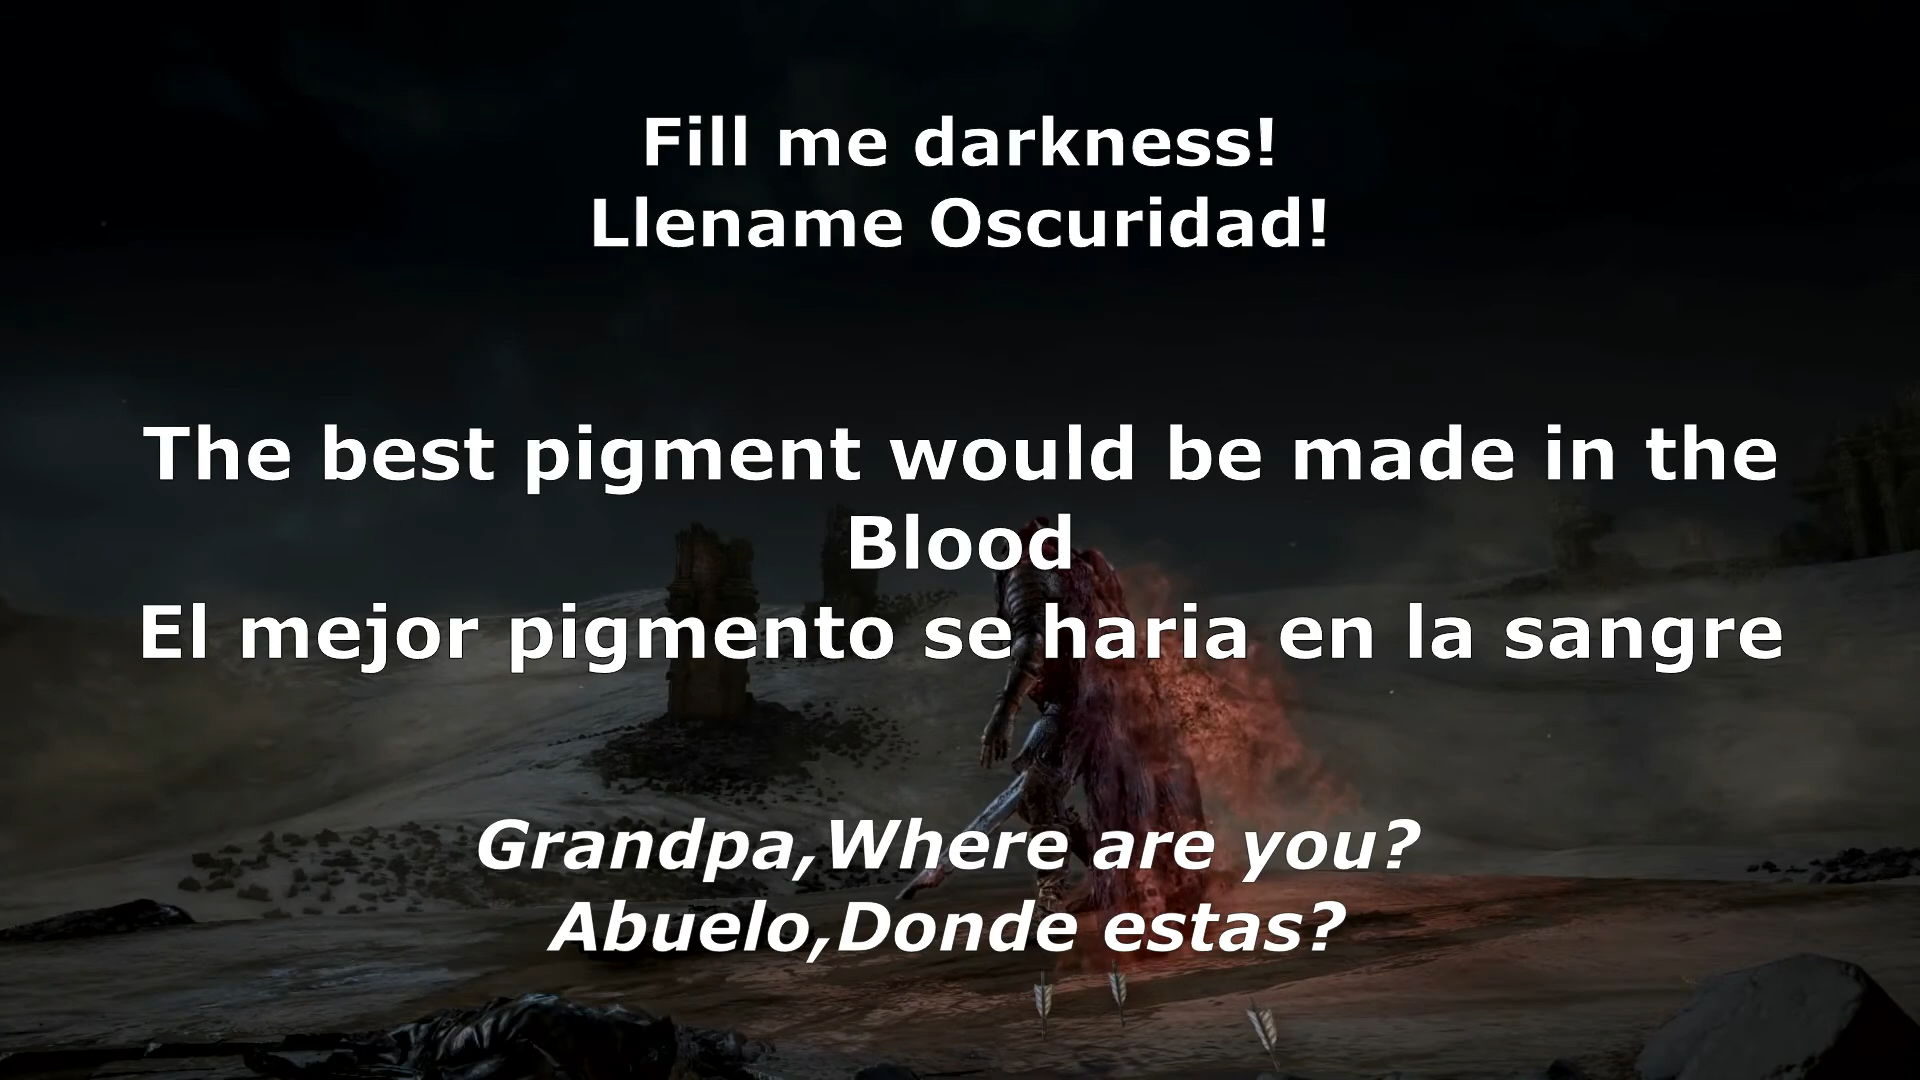 Fill me darkness!
Llename Oscuridad!
The best pigment would be made in the
Blood
El mejor pigmento se haria en la sangre
Grandpa,Where are you?
Abuelo,Donde estas?